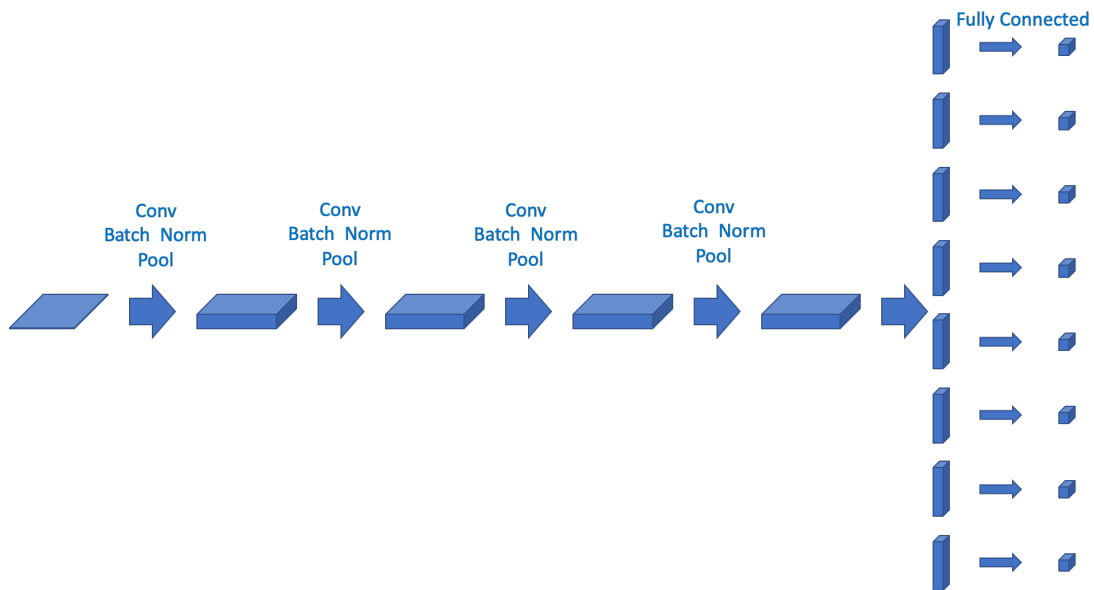 Fully Connected
Conv
Batch Norm
Pool
Conv
Batch Norm
Pool
Conv
Batch Norm
Pool
Conv
Batch Norm
Pool